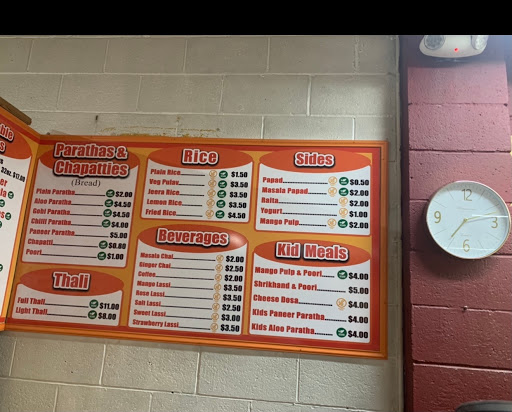 Parathas &
Chapatties
(Bread)
Plain Paratha $2.00
Aloo Paratha $4.50
Gobi Paratha $4.50
Chilli Paratha $4.00
Paneer Paratha $5.00
Chapatti $0.80
Poori $1.00
Thali
Full Thali $11.00
Light Thali $8.00
Rice
Plain Rice $1.50
Veg Pulav $3.50
Jeera Rice $3.50
Lemon Rice $3.50
Fried Rice $4.50
Beverages
Masala Chai $2.00
Ginger Chai $2.50
Coffee $2.00
Mango Lassi $3.50
Rose Lassi $3.50
Salt Lassi $2.50
Sweet Lassi $3.00
Strawberry Lassi $3.50
Sides
Papad $0.50
Masala Papad $2.00
Raita $2.00
Yogurt $1.00
Mango Pulp $2.00
Kid Meals
Mango Pulp & Poori $4.00
Shrikhand & Poori $5.00
Cheese Dosa $4.00
Kids Paneer Paratha $4.00
Kids Aloo Paratha $4.00
12
3
6
9